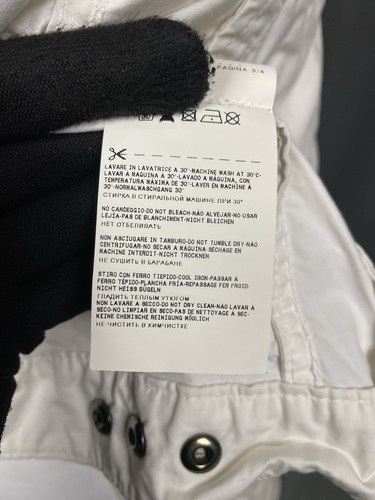 PAGINA 3/4
LAVARE IN LAVATRICE A 30°-MACHINE WASH AT 30°C-
LAVAR À MAQUINA A 30°-LAVADO A MAQUINA, CON
TEMPERATURA MÁXIMA DE 30°-LAVER EN MACHINE À
30°-NORMALWASCHGANG 30°
СТИРКА В СТИРАЛЬНОЙ МАШИНЕ ПРИ 30°
NO CANDEGGIO-DO NOT BLEACH-NÃO ALVEJAR-NO USAR
LEJÍA-PAS DE BLANCHIMENT-NICHT BLEICHEN
НЕ ОТБЕЛИВАТЬ
NON ASCIUGARE IN TAMBURO-DO NOT TUMBLE DRY-NÃO
CENTRIFUGAR-NO SECAR A MÁQUINA-SÈCHAGE EN
MACHINE INTERDIT-NICHT TROCKNEN
НЕ СУШИТЬ В БАРАБАНЕ
STIRO CON FERRO TIEPIDO-COOL IRON-PASSAR A
FERRO TÉPIDO-PLANCHA FRÍA-REPASSAGE FER FROID-
NICHT HEISS BÜGELN
ГЛАДИТЬ ТЕПЛЫМ УТЮГОМ
NON LAVARE A SECCO-DO NOT DRY CLEAN-NÃO LAVAR À
SECO-NO LIMPIAR EN SECO-PAS DE NETTOYAGE À SEC-
KEINE CHEMISCHE REINIGUNG MÖGLICH
НЕ ЧИСТИТЬ В ХИМЧИСТКЕ